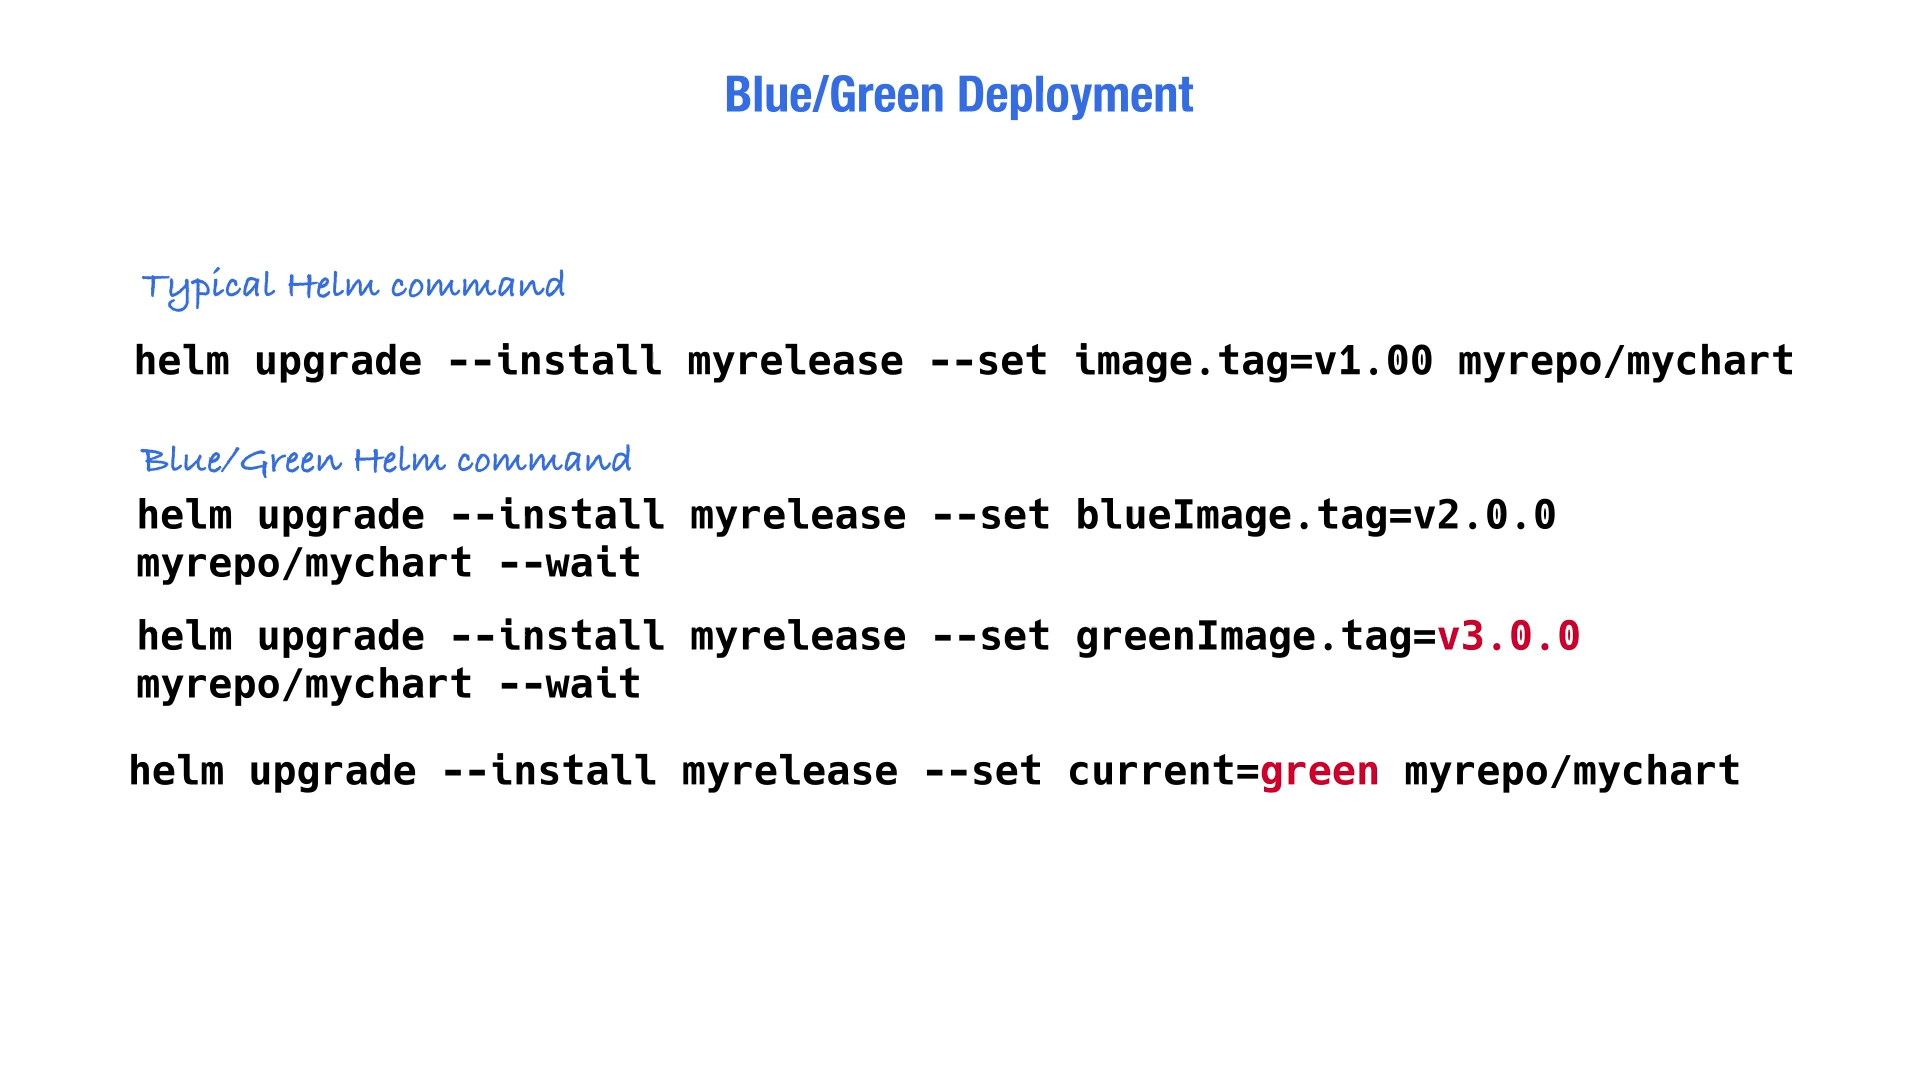 Blue/Green Deployment
Typical Helm command
helm upgrade --install myrelease --set image.tag=v1.00 myrepo/mychart
Blue/Green Helm command
helm upgrade --install myrelease --set blueImage.tag=v2.0.0
myrepo/mychart --wait
helm upgrade --install myrelease --set greenImage.tag=v3.0.0
myrepo/mychart --wait
helm upgrade --install myrelease --set current=green myrepo/mychart